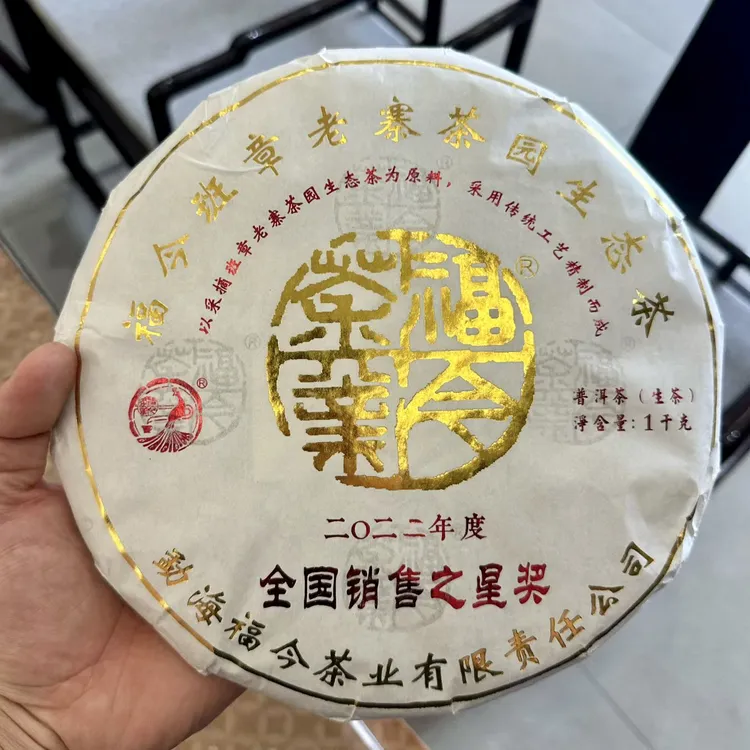 福今班章老寨茶园生态茶
以采摘班章老寨茶园生态茶为原料，采用传统工艺精制而成
福今茶業
®
®
普洱茶（生茶）
淨含量：1千克
二〇二二年度
全国销售之星奖
勐海福今茶业有限责任公司